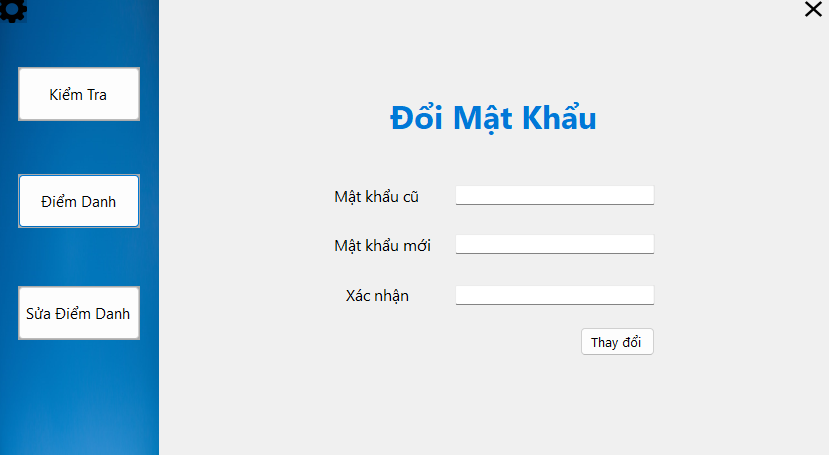 Kiểm Tra
Điểm Danh
Sửa Điểm Danh
Đổi Mật Khẩu
Mật khẩu cũ
Mật khẩu mới
Xác nhận
Thay đổi